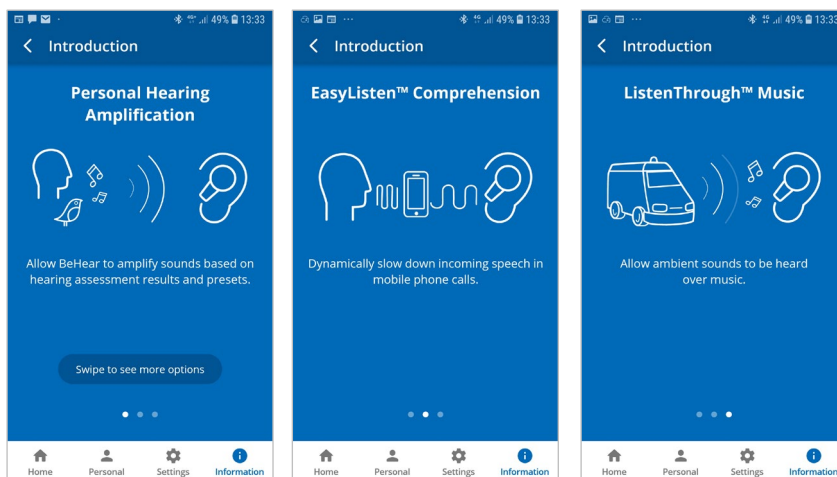 49% 13:33
Introduction
Personal Hearing
Amplification
Allow BeHear to amplify sounds based on
hearing assessment results and presets.
Swipe to see more options
Home Personal Settings Information
4G 49% 13:33
Introduction
EasyListen™ Comprehension
Dynamically slow down incoming speech in
mobile phone calls.
Home Personal Settings Information
4G 49% 13:33
Introduction
ListenThrough™ Music
Allow ambient sounds to be heard
over music.
Home Personal Settings Information